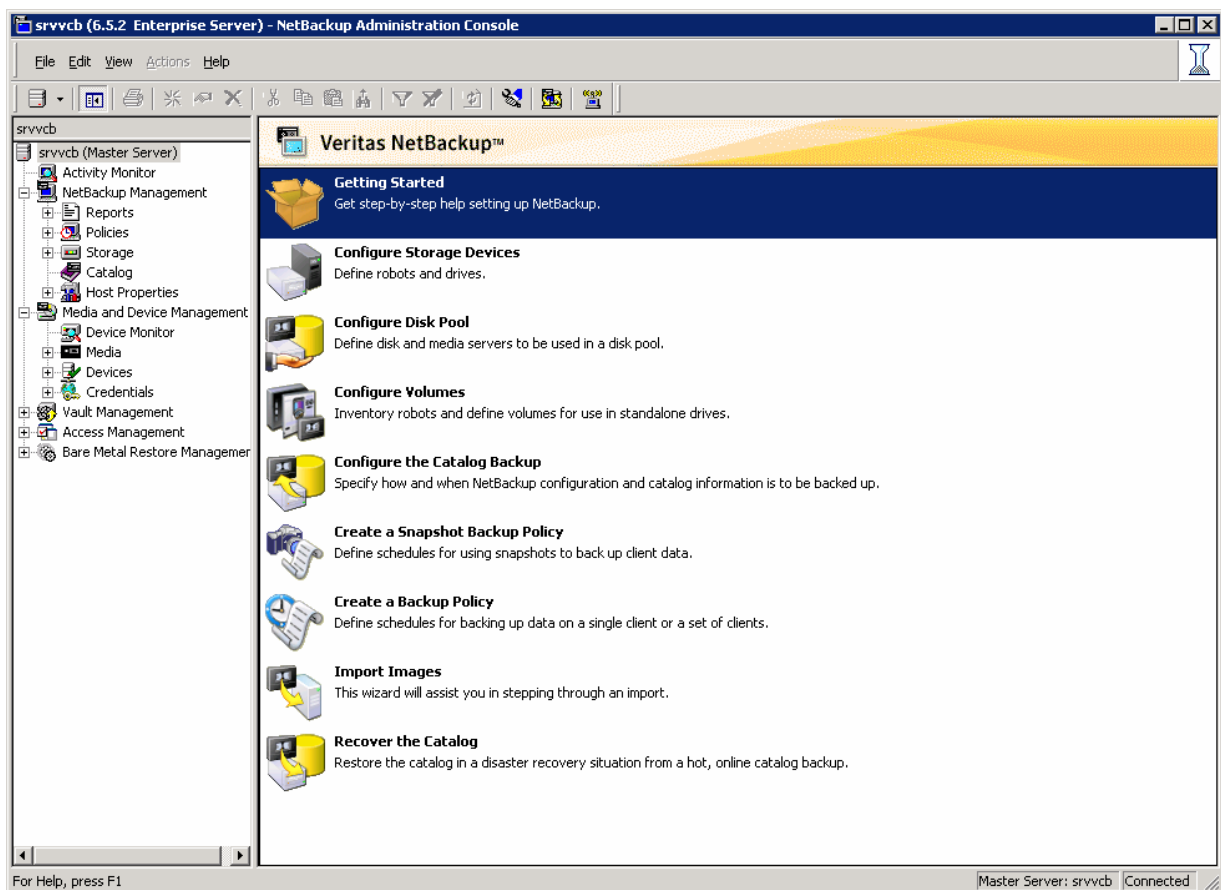 srvvcb (6.5.2 Enterprise Server) - NetBackup Administration Console
File Edit View Actions Help
srvvcb
srvvcb (Master Server)
Activity Monitor
NetBackup Management
Reports
Policies
Storage
Catalog
Host Properties
Media and Device Management
Device Monitor
Media
Devices
Credentials
Vault Management
Access Management
Bare Metal Restore Managemer
Veritas NetBackup™
Getting Started
Get step-by-step help setting up NetBackup.
Configure Storage Devices
Define robots and drives.
Configure Disk Pool
Define disk and media servers to be used in a disk pool.
Configure Volumes
Inventory robots and define volumes for use in standalone drives.
Configure the Catalog Backup
Specify how and when NetBackup configuration and catalog information is to be backed up.
Create a Snapshot Backup Policy
Define schedules for using snapshots to back up client data.
Create a Backup Policy
Define schedules for backing up data on a single client or a set of clients.
Import Images
This wizard will assist you in stepping through an import.
Recover the Catalog
Restore the catalog in a disaster recovery situation from a hot, online catalog backup.
For Help, press F1
Master Server: srvvcb Connected